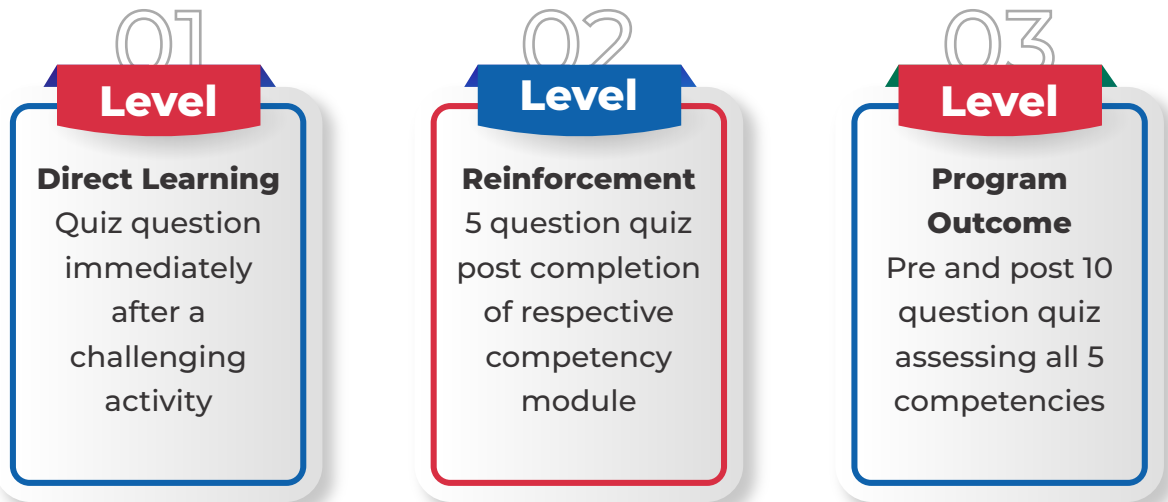 01
Level
Direct Learning
Quiz question
immediately
after a
challenging
activity
02
Level
Reinforcement
5 question quiz
post completion
of respective
competency
module
03
Level
Program
Outcome
Pre and post 10
question quiz
assessing all 5
competencies